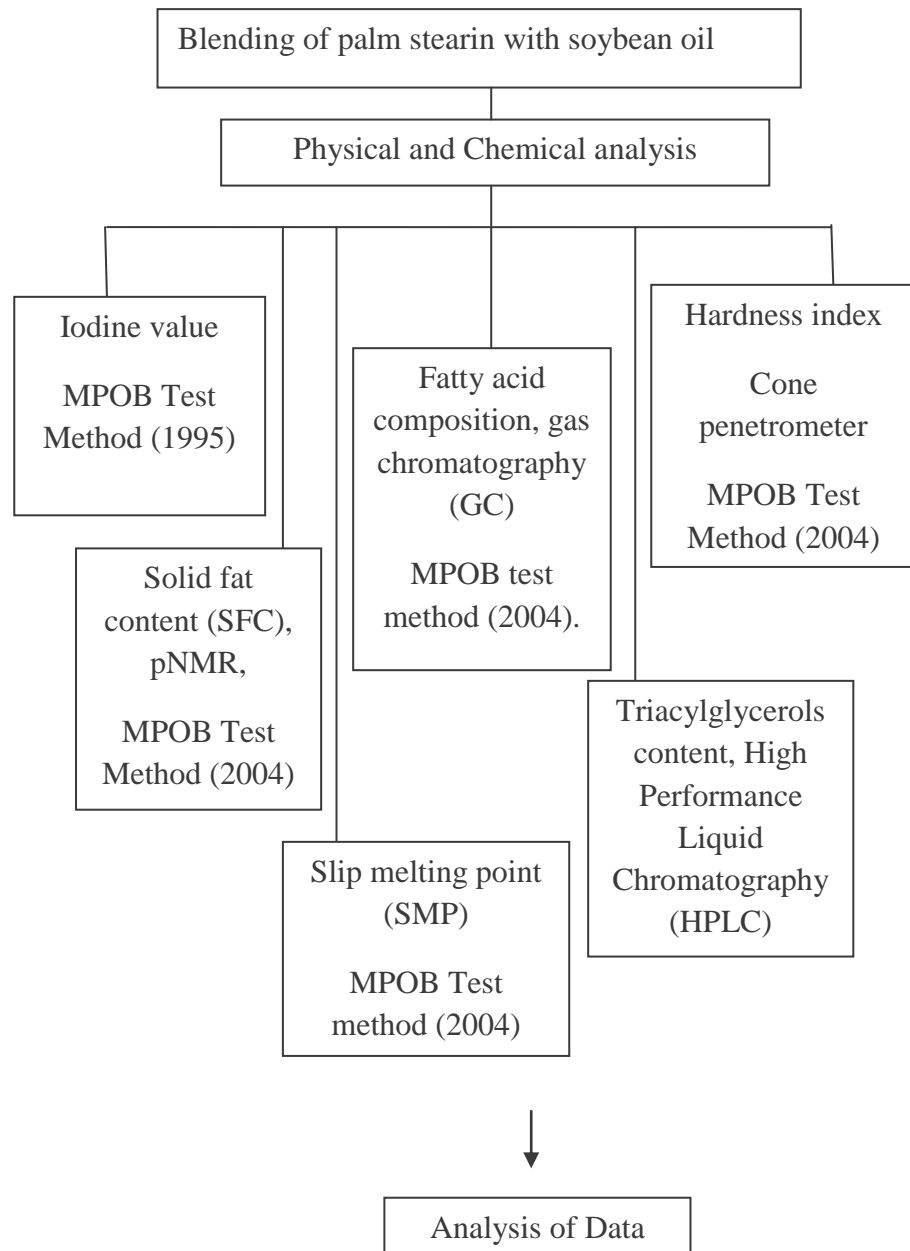 Blending of palm stearin with soybean oil
Physical and Chemical analysis
Iodine value
MPOB Test
Method (1995)
Solid fat
content (SFC),
pNMR,
MPOB Test
Method (2004)
Slip melting point
(SMP)
MPOB Test
method (2004)
Fatty acid
composition, gas
chromatography
(GC)
MPOB test
method (2004).
Triacylglycerols
content, High
Performance
Liquid
Chromatography
(HPLC)
Hardness index
Cone
penetrometer
MPOB Test
Method (2004)
Analysis of Data